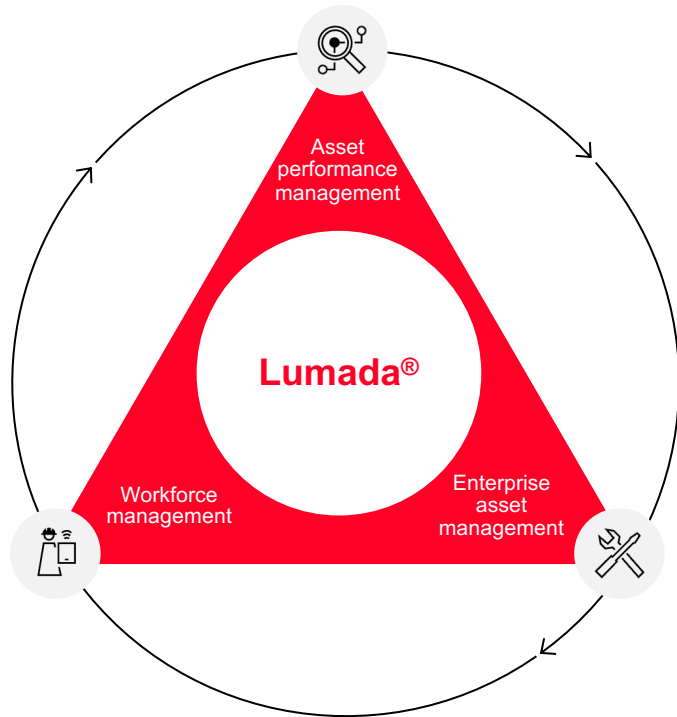 Asset
performance
management
Lumada®
Workforce
management
Enterprise
asset
management